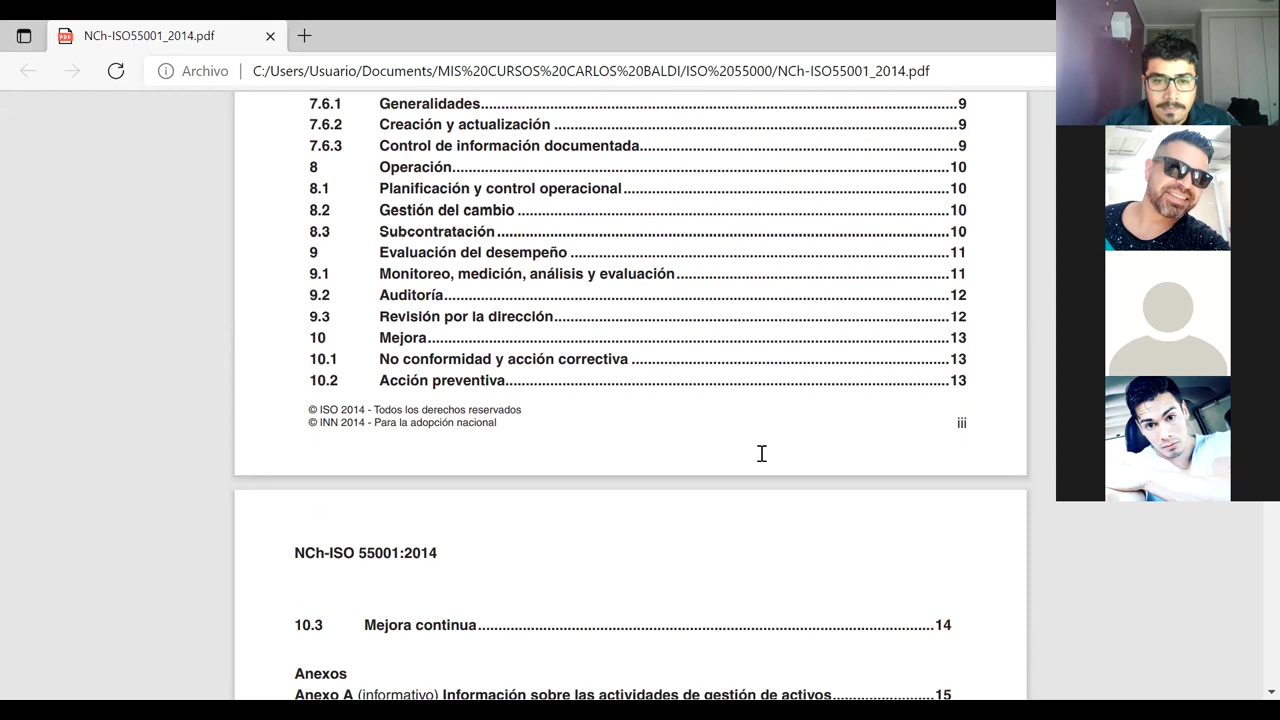 NCh-ISO55001_2014.pdf
Archivo C:/Users/Usuario/Documents/MIS%20CURSOS%20CARLOS%20BALDI/ISO%2055000/NCh-ISO55001_2014.pdf
7.6.1 Generalidades..........9
7.6.2 Creación y actualización ..........9
7.6.3 Control de información documentada..........9
8 Operación..........10
8.1 Planificación y control operacional..........10
8.2 Gestión del cambio ..........10
8.3 Subcontratación..........10
9 Evaluación del desempeño ..........11
9.1 Monitoreo, medición, análisis y evaluación..........11
9.2 Auditoría..........12
9.3 Revisión por la dirección..........12
10 Mejora..........13
10.1 No conformidad y acción correctiva ..........13
10.2 Acción preventiva..........13
© ISO 2014 - Todos los derechos reservados
© INN 2014 - Para la adopción nacional iii
NCh-ISO 55001:2014
10.3 Mejora continua..........14
Anexos
Anexo A (informativo) Información sobre las actividades de gestión de activos..........15